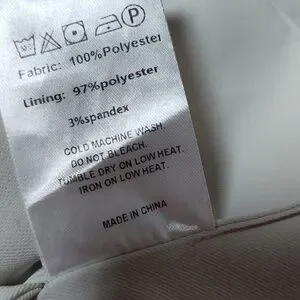 P
Fabric: 100%Polyester
Lining: 97%polyester
3%spandex
COLD MACHINE WASH,
DO NOT BLEACH.
TUMBLE DRY ON LOW HEAT.
IRON ON LOW HEAT.
MADE IN CHINA